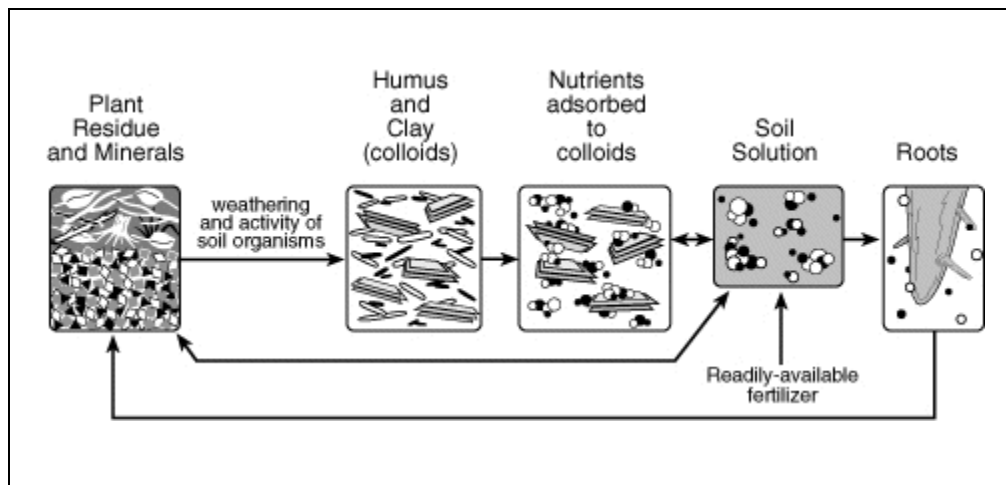 Plant
Residue
and Minerals
weathering
and activity of
soil organisms
Humus
and
Clay
(colloids)
Nutrients
adsorbed
to
colloids
Soil
Solution
Roots
Readily-available
fertilizer